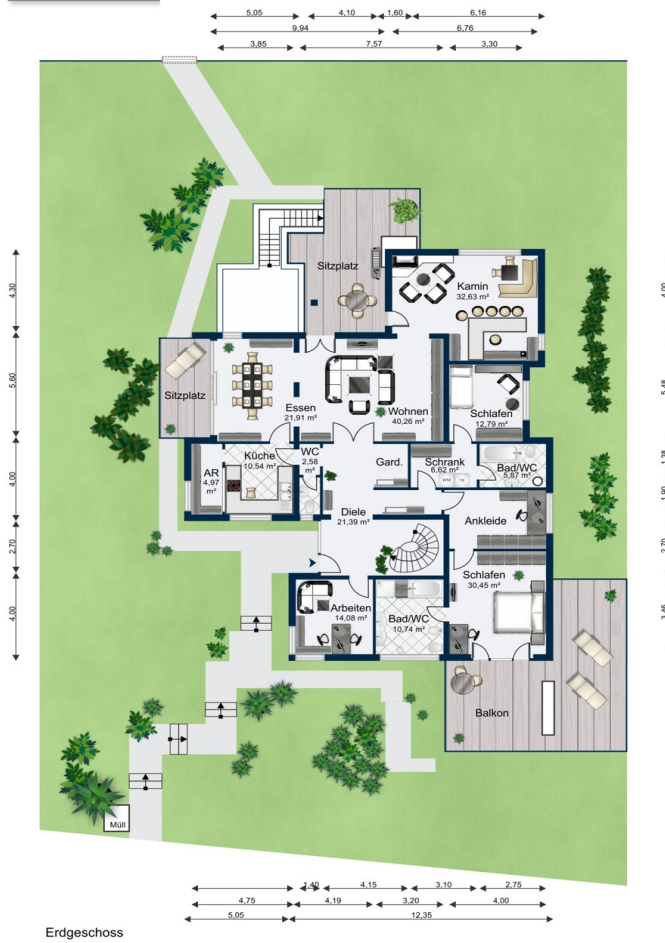 5,05 4,10 1,60 6,16
9,94 6,76
3,85 7,57 3,30
4,30
5,60
4,00
2,70
4,00
Sitzplatz
Kamin
32,63 m²
Sitzplatz
Essen
21,91 m²
Wohnen
40,26 m²
Schlafen
12,79 m²
AR
4,97
m²
Küche
10,54 m²
WC
2,58
m²
Gard.
Schrank
6,62 m²
WM
Bad/WC
5,87 m²
Diele
21,39 m²
Ankleide
Schlafen
30,45 m²
Arbeiten
14,08 m²
Bad/WC
10,74 m²
Balkon
Müll
4,00
5,48
1,38
1,90
2,70
3,46
1,40 4,15 3,10 2,75
4,75 4,19 3,20 4,00
5,05 12,35
Erdgeschoss